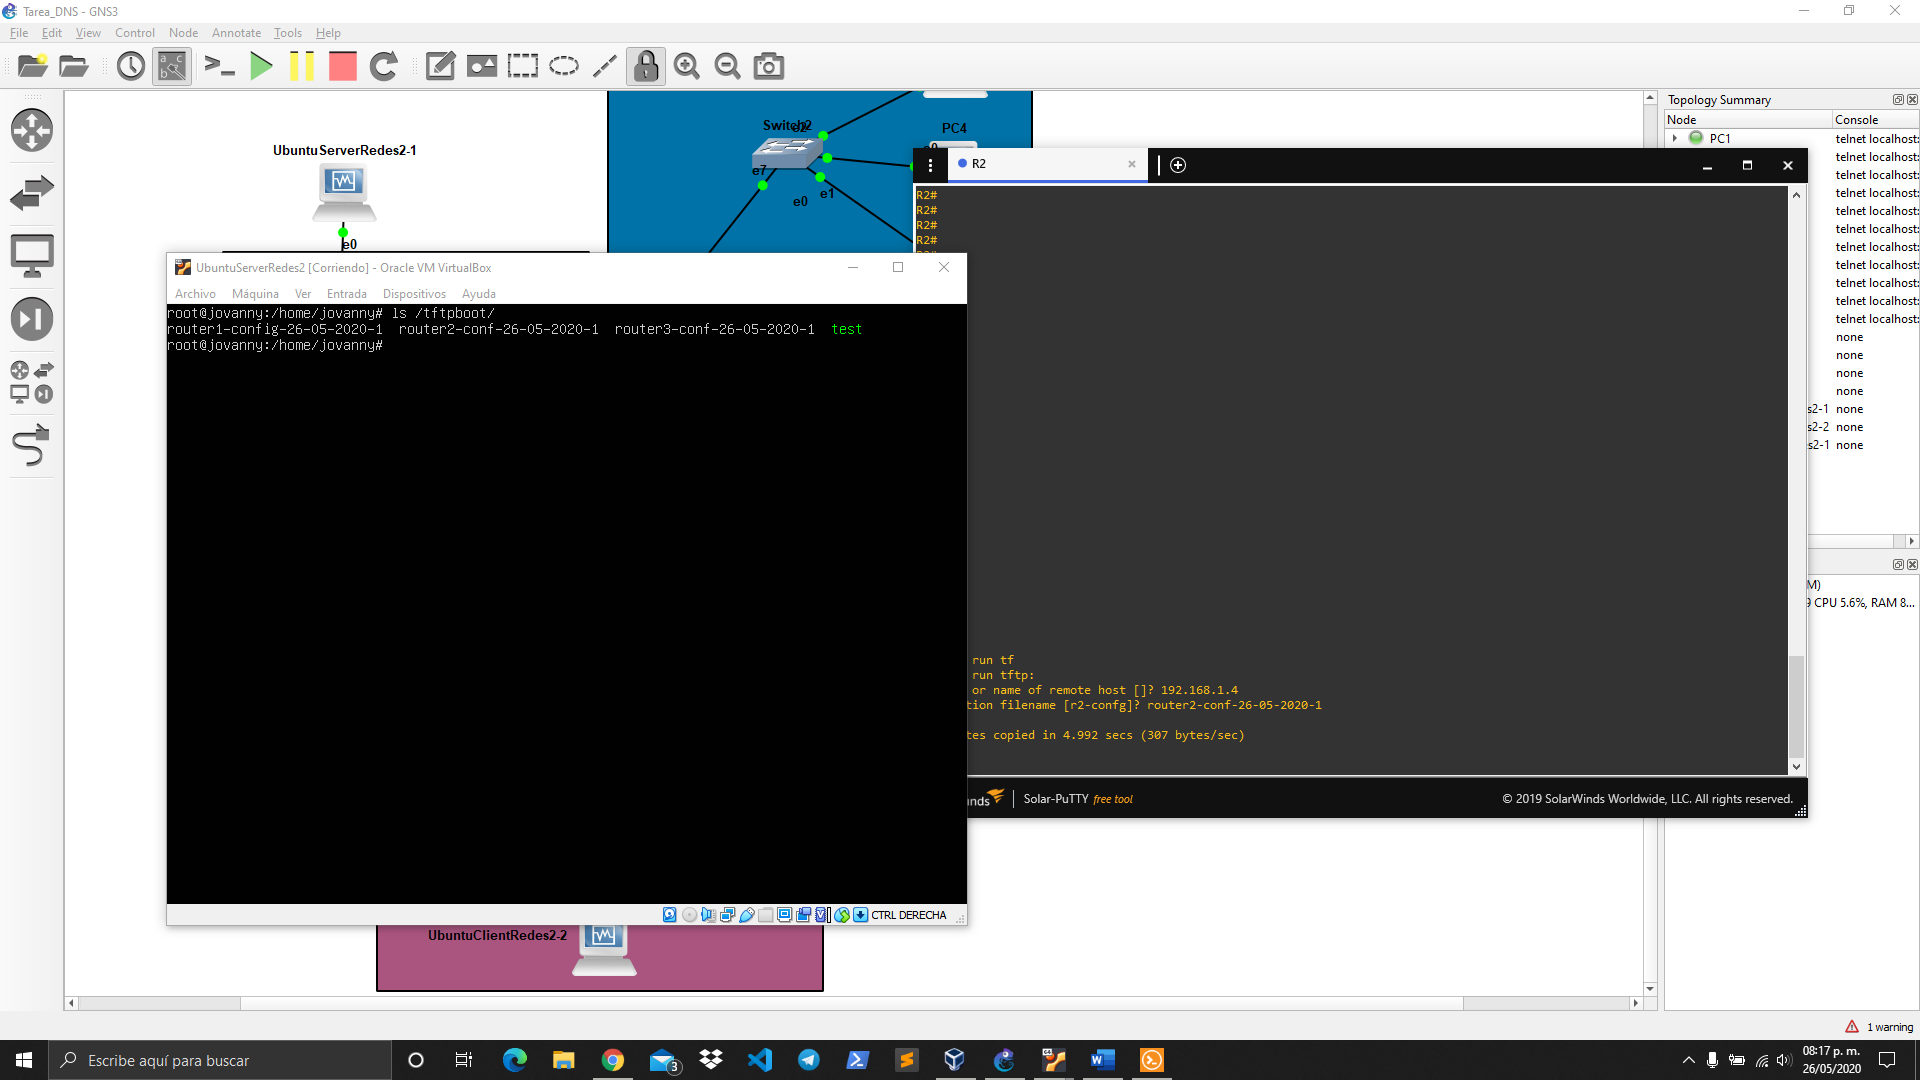 Tarea_DNS - GNS3
File Edit View Control Node Annotate Tools Help
UbuntuServerRedes2-1
e0
Switch2
e2
e7
e1
e0
PC4
Topology Summary
Node Console
PC1 telnet localhost:
telnet localhost:
telnet localhost:
telnet localhost:
telnet localhost:
telnet localhost:
telnet localhost:
telnet localhost:
telnet localhost:
telnet localhost:
telnet localhost:
none
none
none
none
s2-1 none
s2-2 none
s2-1 none
M)
CPU 5.6%, RAM 8...
R2
R2#
R2#
R2#
R2#
run tf
run tftp:
or name of remote host []? 192.168.1.4
tion filename [r2-confg]? router2-conf-26-05-2020-1
tes copied in 4.992 secs (307 bytes/sec)
Solar-PuTTY free tool
© 2019 SolarWinds Worldwide, LLC. All rights reserved.
UbuntuServerRedes2 [Corriendo] - Oracle VM VirtualBox
Archivo Máquina Ver Entrada Dispositivos Ayuda
root@jovanny:/home/jovanny# ls /tftpboot/
router1-config-26-05-2020-1 router2-conf-26-05-2020-1 router3-conf-26-05-2020-1 test
root@jovanny:/home/jovanny#
CTRL DERECHA
UbuntuClientRedes2-2
1 warning
Escribe aquí para buscar
3
08:17 p. m.
26/05/2020